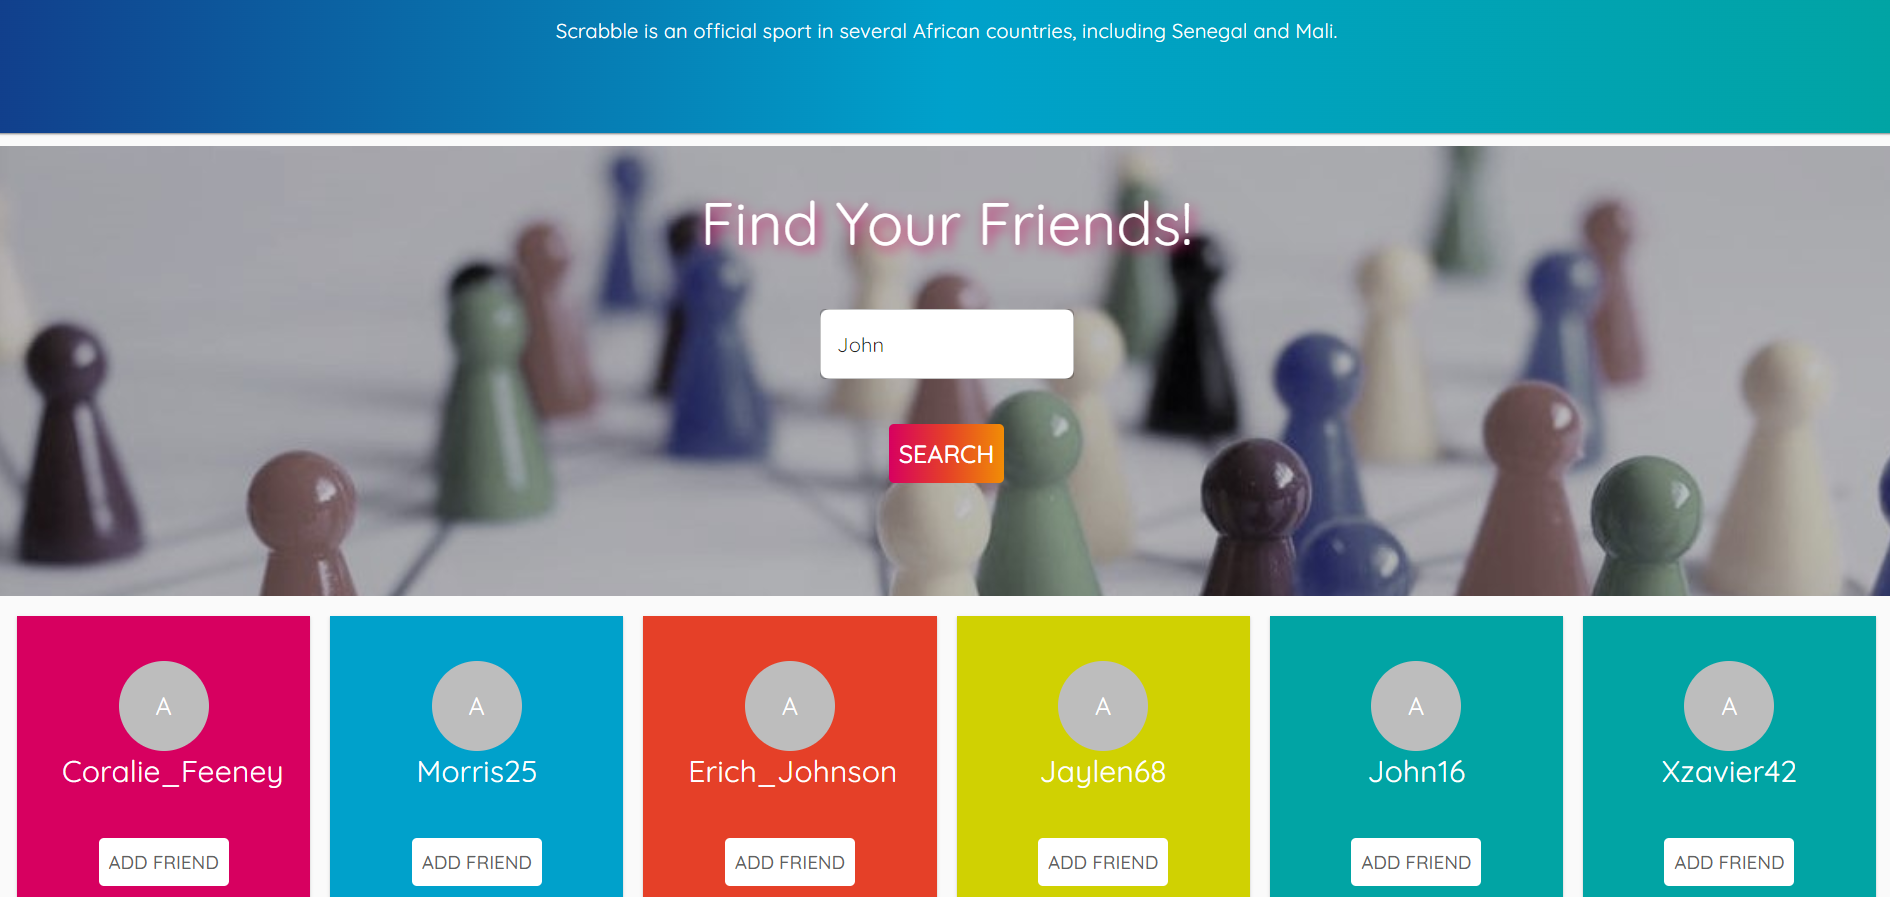 Scrabble is an official sport in several African countries, including Senegal and Mali.
Find Your Friends!
John
SEARCH
A
A
A
A
A
A
Coralie_Feeney
Morris25
Erich_Johnson
Jaylen68
John16
Xzavier42
ADD FRIEND
ADD FRIEND
ADD FRIEND
ADD FRIEND
ADD FRIEND
ADD FRIEND